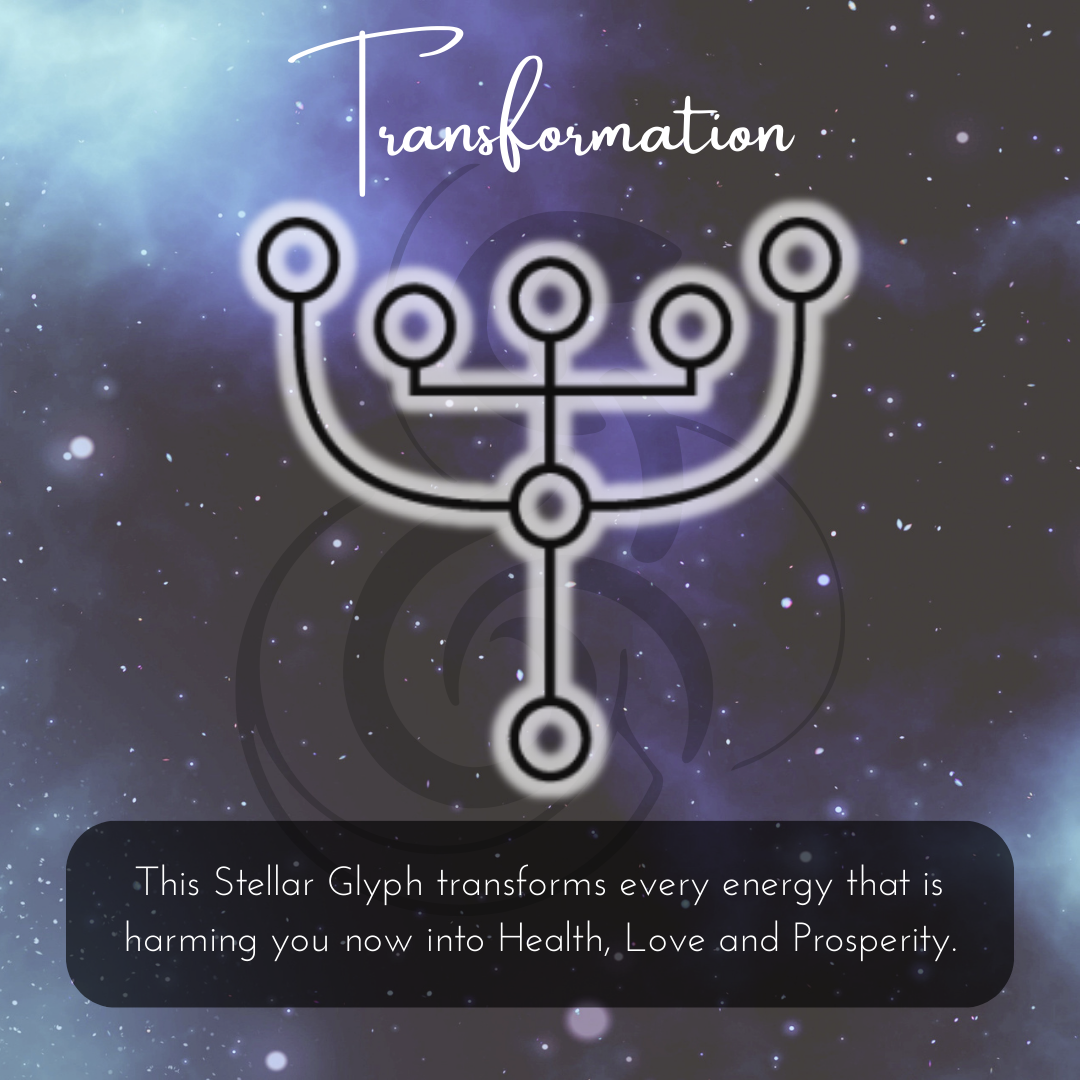 Transformation
This Stellar Glyph transforms every energy that is
harming you now into Health, Love and Prosperity.